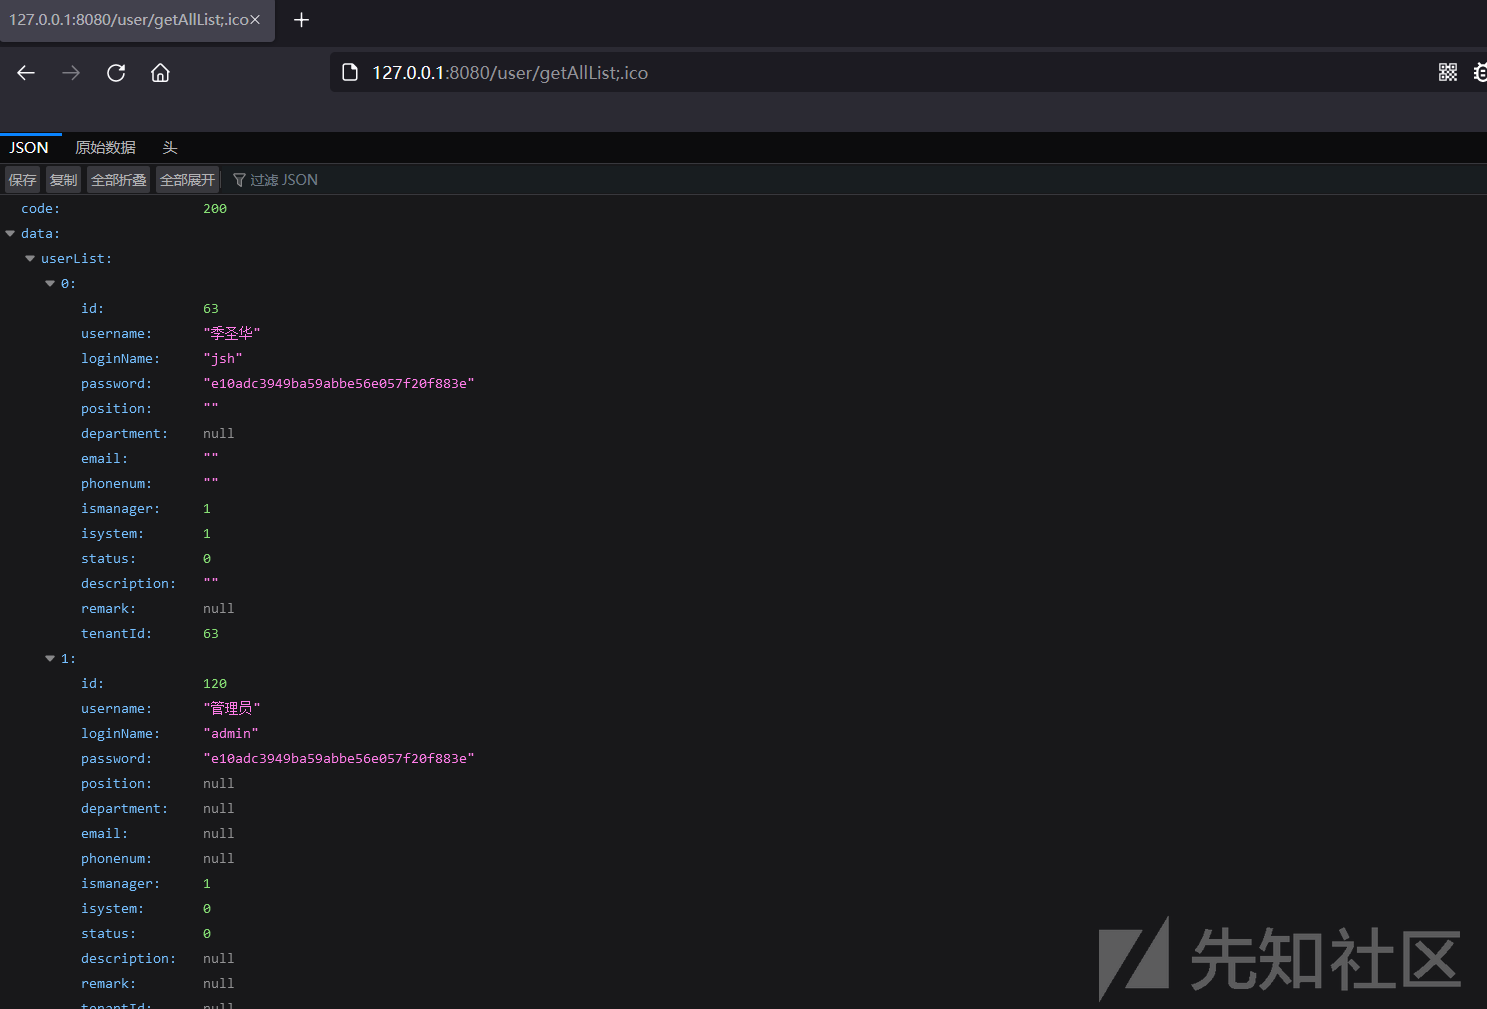 127.0.0.1:8080/user/getAllList;.ico
127.0.0.1:8080/user/getAllList;.ico
JSON 原始数据 头
保存 复制 全部折叠 全部展开 过滤 JSON
code: 200
data:
userList:
0:
id: 63
username: "季圣华"
loginName: "jsh"
password: "e10adc3949ba59abbe56e057f20f883e"
position: ""
department: null
email: ""
phonenum: ""
ismanager: 1
isystem: 1
status: 0
description: ""
remark: null
tenantId: 63
1:
id: 120
username: "管理员"
loginName: "admin"
password: "e10adc3949ba59abbe56e057f20f883e"
position: null
department: null
email: null
phonenum: null
ismanager: 1
isystem: 0
status: 0
description: null
remark: null
tenantId: null
先知社区